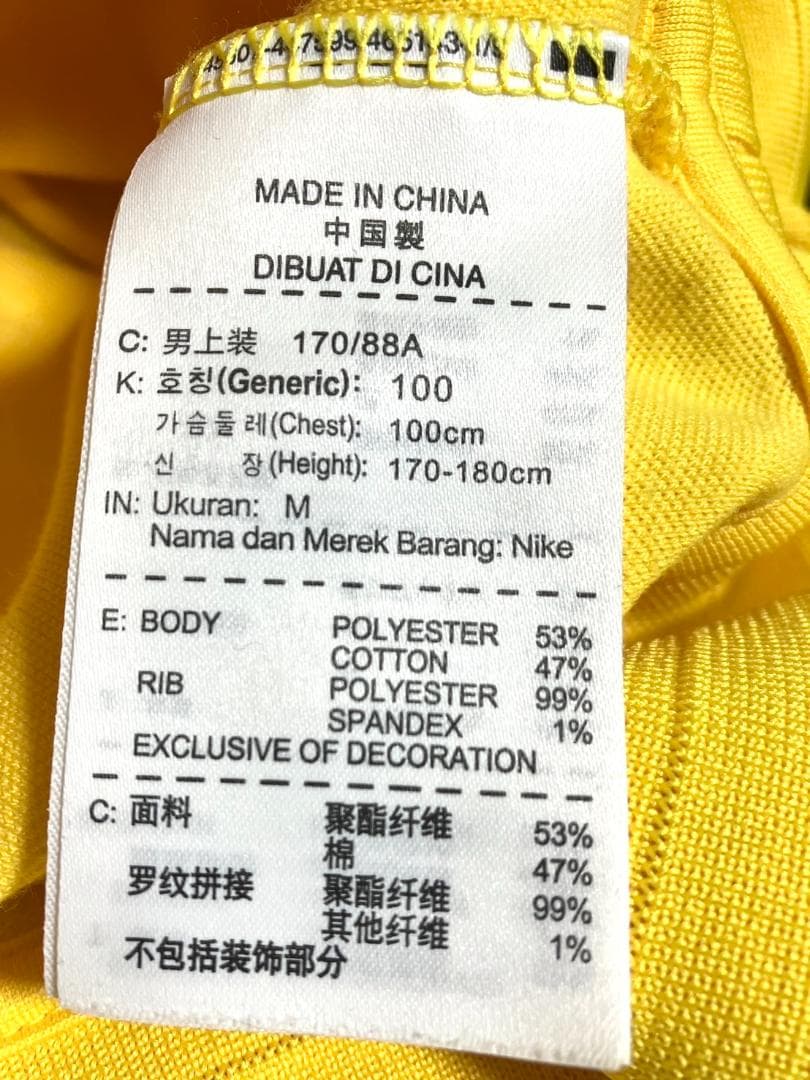 MADE IN CHINA
中国製
DIBUAT DI CINA
C: 男上装 170/88A
K: 호칭(Generic): 100
가슴둘레(Chest): 100cm
신 장(Height): 170-180cm
IN: Ukuran: M
Nama dan Merek Barang: Nike
E: BODY POLYESTER 53%
COTTON 47%
RIB POLYESTER 99%
SPANDEX 1%
EXCLUSIVE OF DECORATION
C: 面料 聚酯纤维 53%
棉 47%
罗纹拼接 聚酯纤维 99%
其他纤维 1%
不包括装饰部分